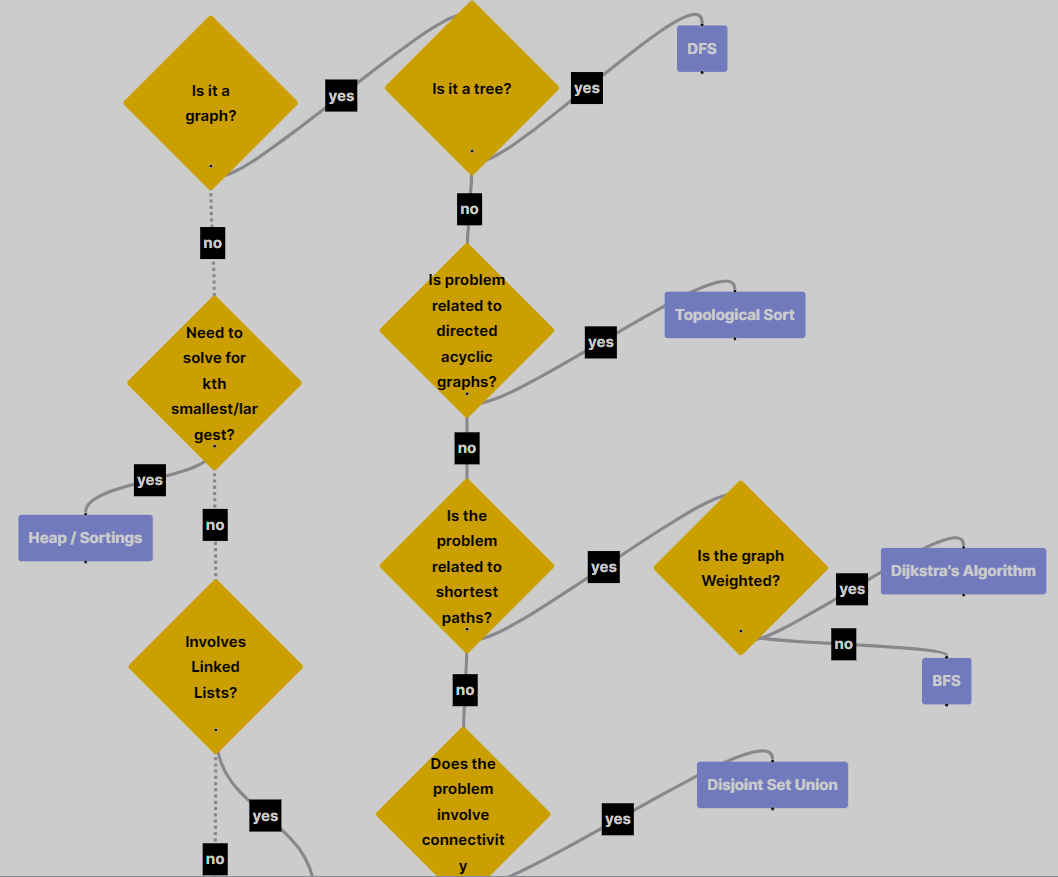 Is it a
graph?
yes
Is it a tree?
yes
DFS
no
no
Is problem
related to
directed
acyclic
graphs?
yes
Topological Sort
Need to
solve for
kth
smallest/lar
gest?
yes
no
Heap / Sortings
no
Is the
problem
related to
shortest
paths?
yes
Is the graph
Weighted?
yes
Dijkstra's Algorithm
no
BFS
Involves
Linked
Lists?
no
yes
no
Does the
problem
involve
connectivit
y
yes
Disjoint Set Union